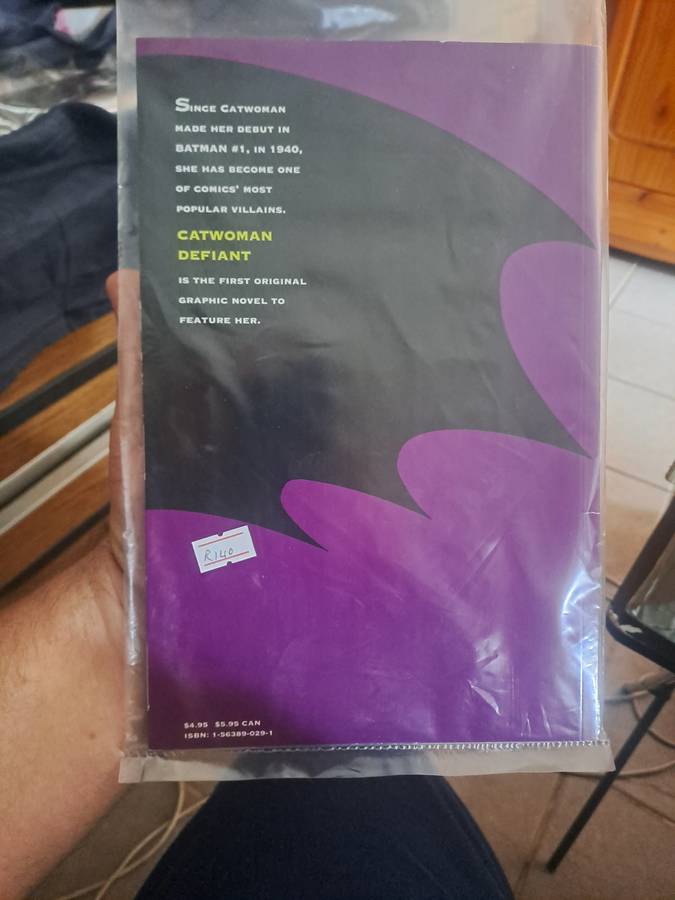 SINCE CATWOMAN
MADE HER DEBUT IN
BATMAN #1, IN 1940,
SHE HAS BECOME ONE
OF COMICS' MOST
POPULAR VILLAINS.
CATWOMAN
DEFIANT
IS THE FIRST ORIGINAL
GRAPHIC NOVEL TO
FEATURE HER.
R140
$4.95 $5.95 CAN
ISBN: 1-56389-029-1